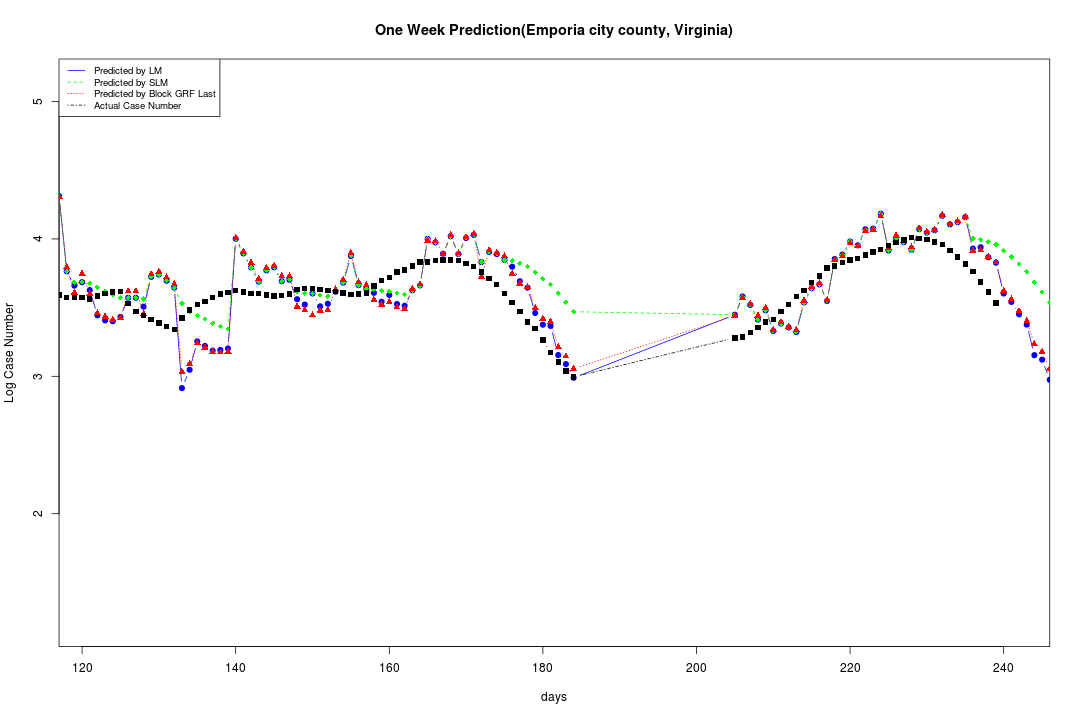 One Week Prediction(Emporia city county, Virginia)
Predicted by LM
Predicted by SLM
Predicted by Block GRF Last
Actual Case Number
5
4
3
2
Log Case Number
120 140 160 180 200 220 240
days